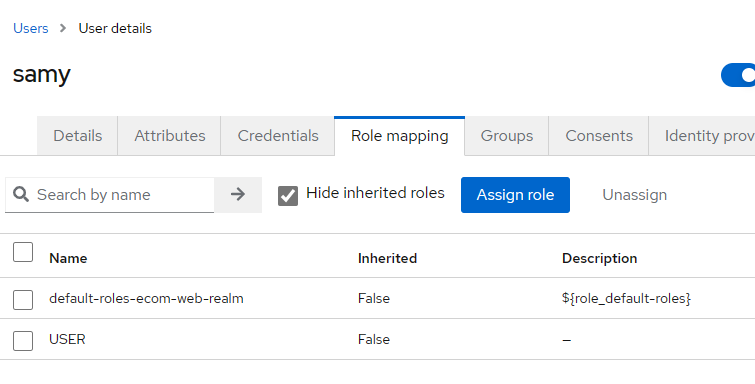 Users > User details
samy
Details Attributes Credentials Role mapping Groups Consents Identity prov
Search by name Hide inherited roles Assign role Unassign
Name Inherited Description
default-roles-ecom-web-realm False ${role_default-roles}
USER False –